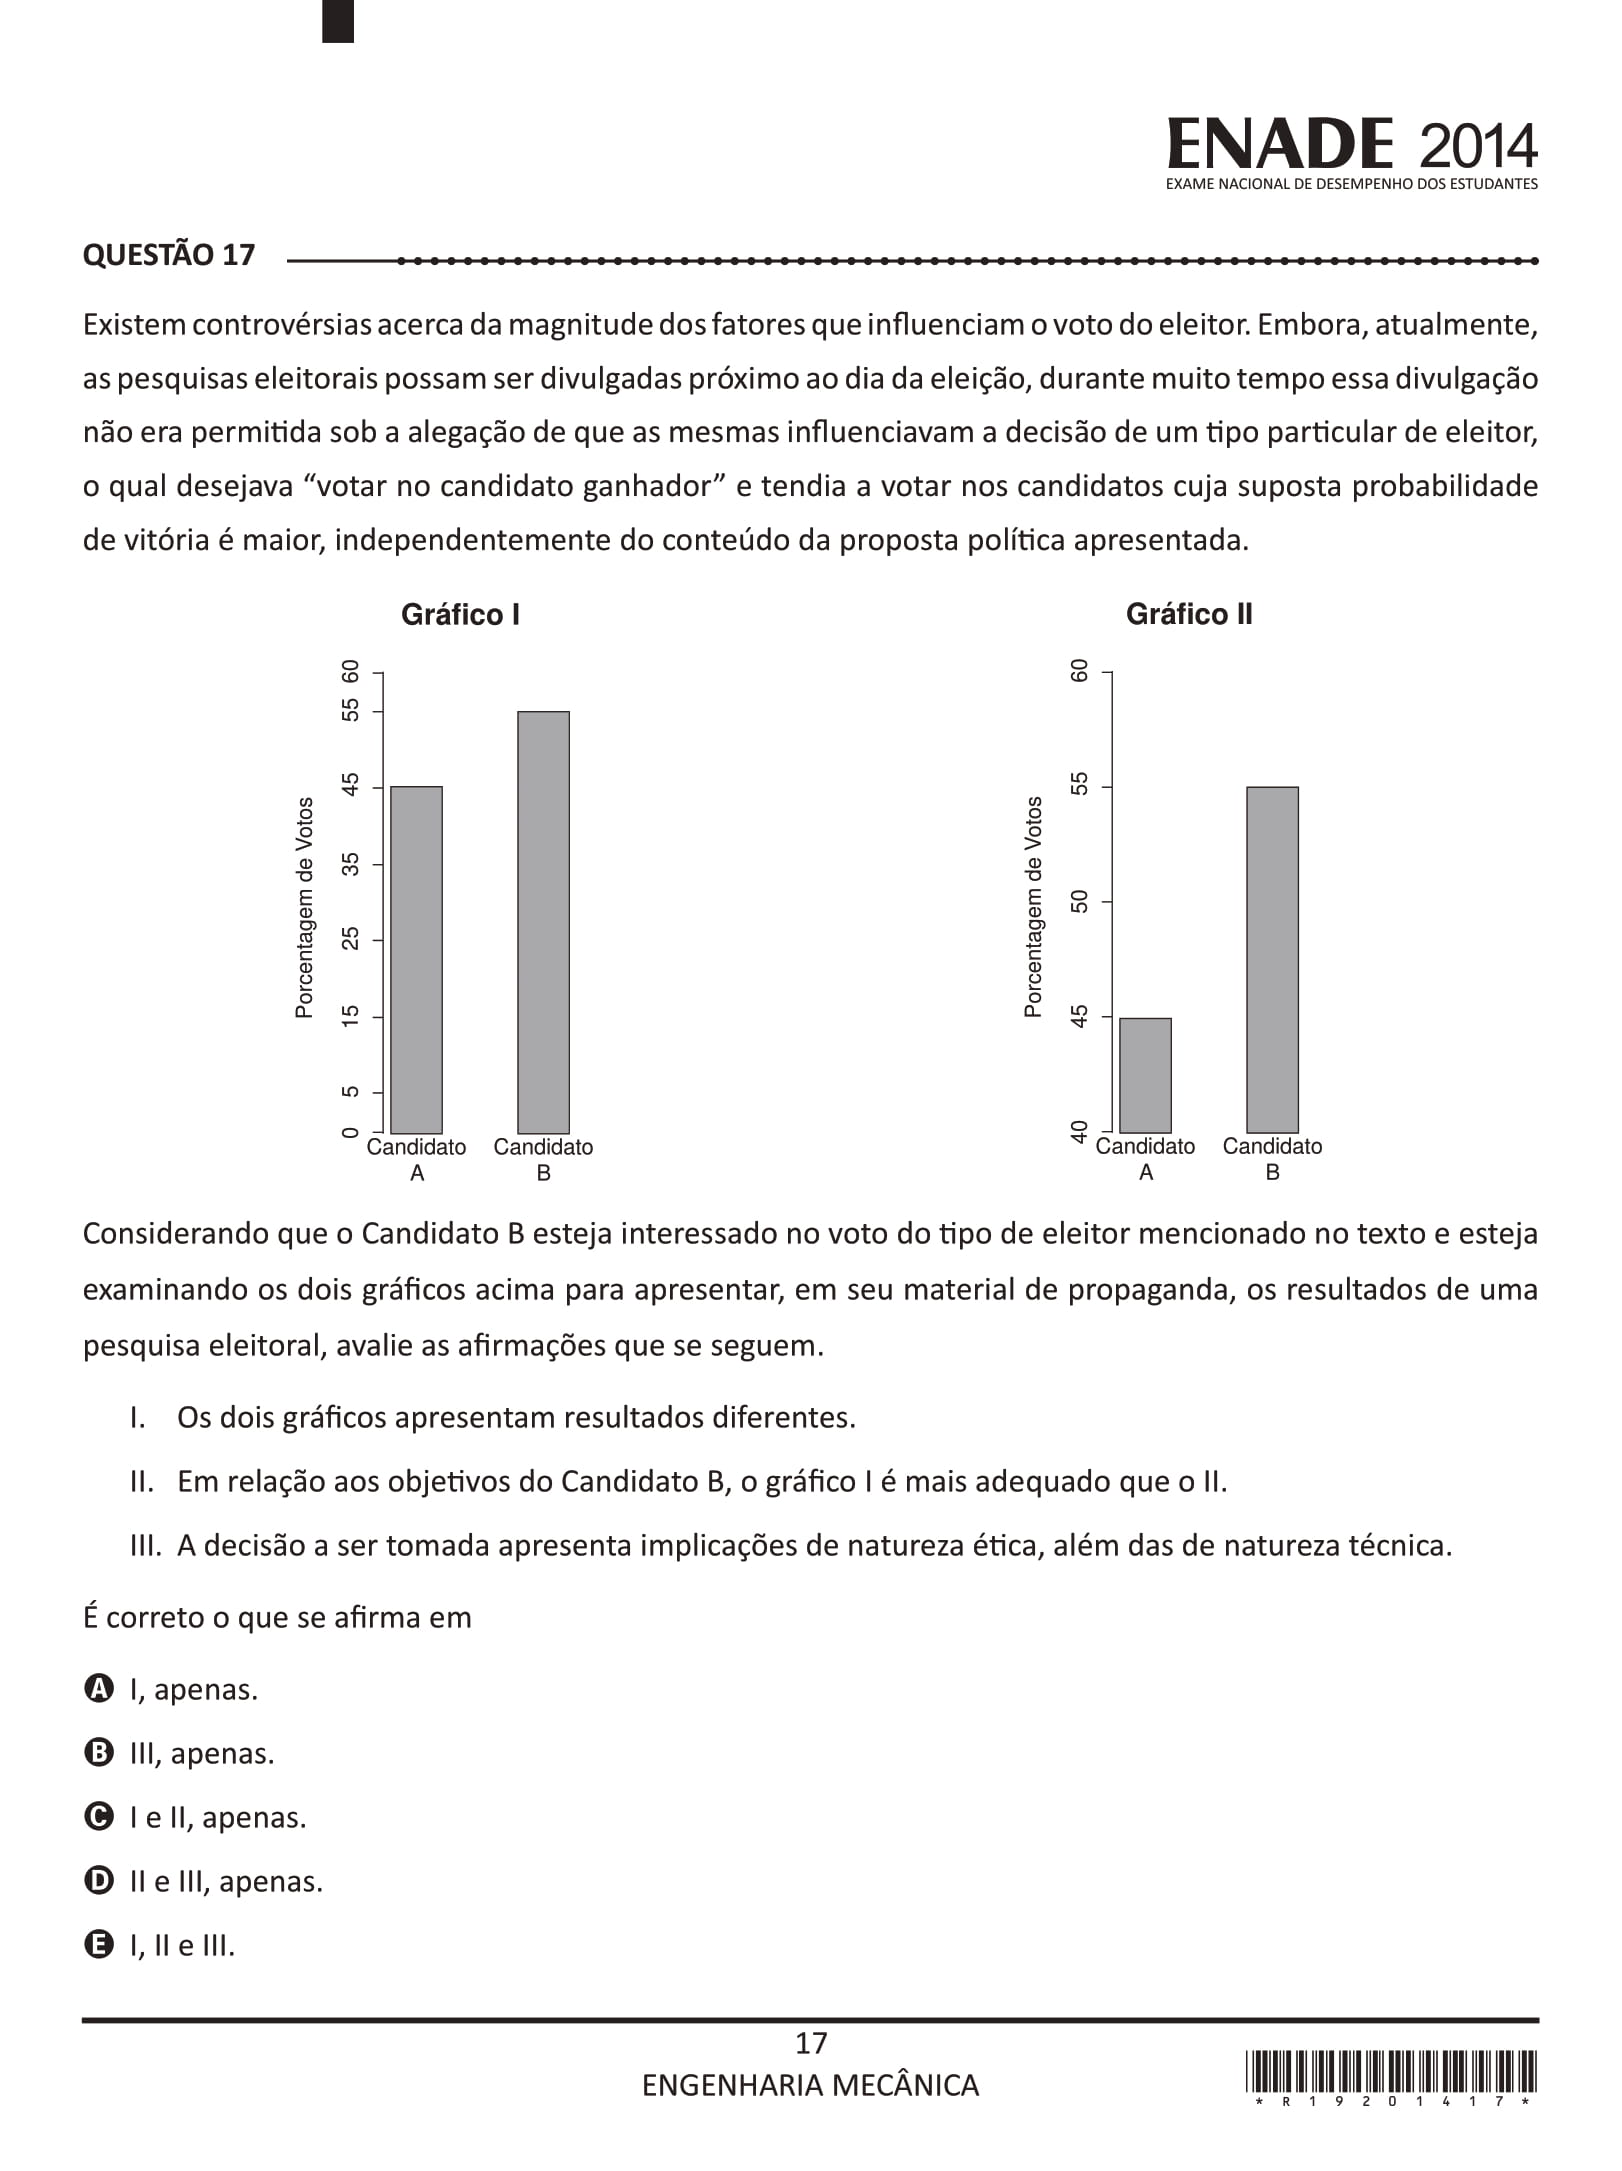 ENADE 2014
EXAME NACIONAL DE DESEMPENHO DOS ESTUDANTES
QUESTÃO 17
Existem controvérsias acerca da magnitude dos fatores que influenciam o voto do eleitor. Embora, atualmente,
as pesquisas eleitorais possam ser divulgadas próximo ao dia da eleição, durante muito tempo essa divulgação
não era permitida sob a alegação de que as mesmas influenciavam a decisão de um tipo particular de eleitor,
o qual desejava “votar no candidato ganhador” e tendia a votar nos candidatos cuja suposta probabilidade
de vitória é maior, independentemente do conteúdo da proposta política apresentada.
Gráfico I
Porcentagem de Votos
60
55
45
35
25
15
5
0
Candidato
A
Candidato
B
Gráfico II
Porcentagem de Votos
60
55
50
45
40
Candidato
A
Candidato
B
Considerando que o Candidato B esteja interessado no voto do tipo de eleitor mencionado no texto e esteja
examinando os dois gráficos acima para apresentar, em seu material de propaganda, os resultados de uma
pesquisa eleitoral, avalie as afirmações que se seguem.
I. Os dois gráficos apresentam resultados diferentes.
II. Em relação aos objetivos do Candidato B, o gráfico I é mais adequado que o II.
III. A decisão a ser tomada apresenta implicações de natureza ética, além das de natureza técnica.
É correto o que se afirma em
A I, apenas.
B III, apenas.
C I e II, apenas.
D II e III, apenas.
E I, II e III.
17
ENGENHARIA MECÂNICA
* R 1 9 2 0 1 4 1 7 *